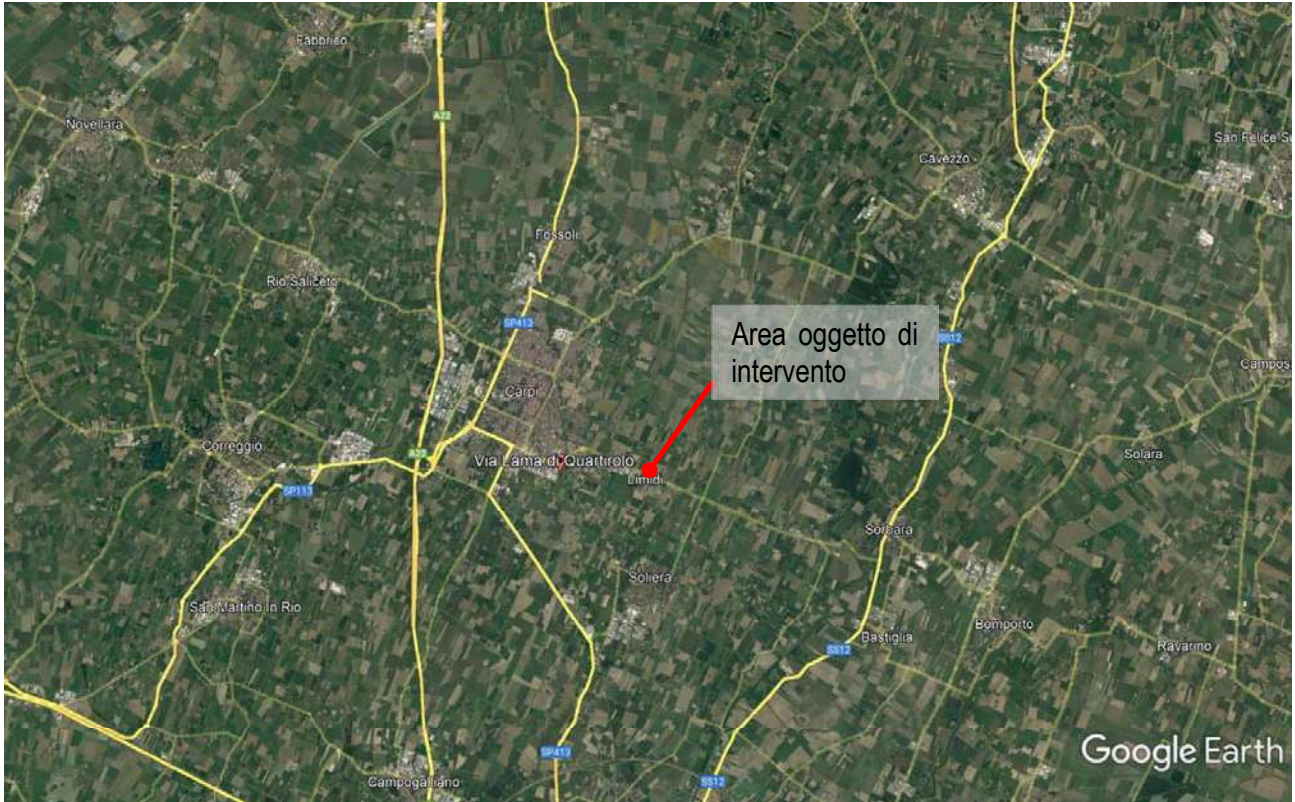 Fabbrico
A22
Novellara
San Felice Su
Cavezzo
Fossoli
Rio Saliceto
SP413
Area oggetto di
intervento
SS12
Campos
Carpi
Correggio
A22
Via Lama di Quartirolo
Limidi
Solara
SP113
Sorbara
Soliera
San Martino In Rio
Bomporto
Bastiglia
Ravarino
SS12
SP413
Google Earth
Campogalliano
SS12